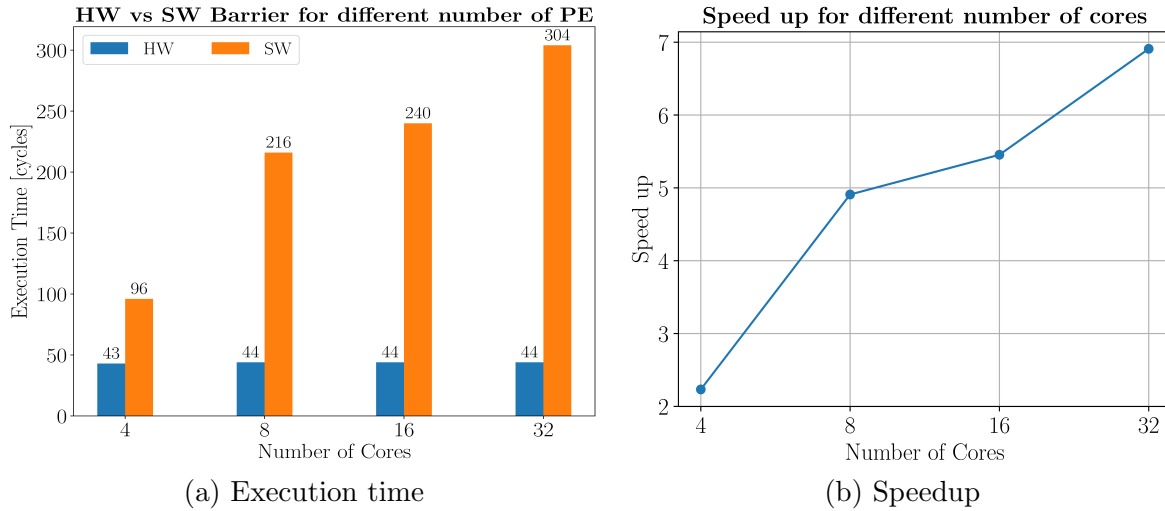 HW vs SW Barrier for different number of PE
HW
SW
Execution Time [cycles]
300
250
200
150
100
50
0
43
96
44
216
44
240
44
304
4
8
16
32
Number of Cores
(a) Execution time
Speed up for different number of cores
Speed up
7
6
5
4
3
2
4
8
16
32
Number of Cores
(b) Speedup